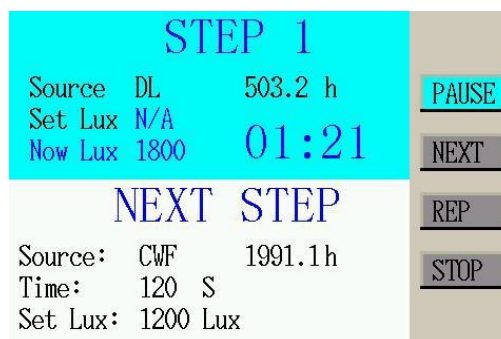 STEP 1
Source DL 503.2 h
Set Lux N/A
Now Lux 1800 01:21
NEXT STEP
Source: CWF 1991.1h
Time: 120 S
Set Lux: 1200 Lux
PAUSE
NEXT
REP
STOP